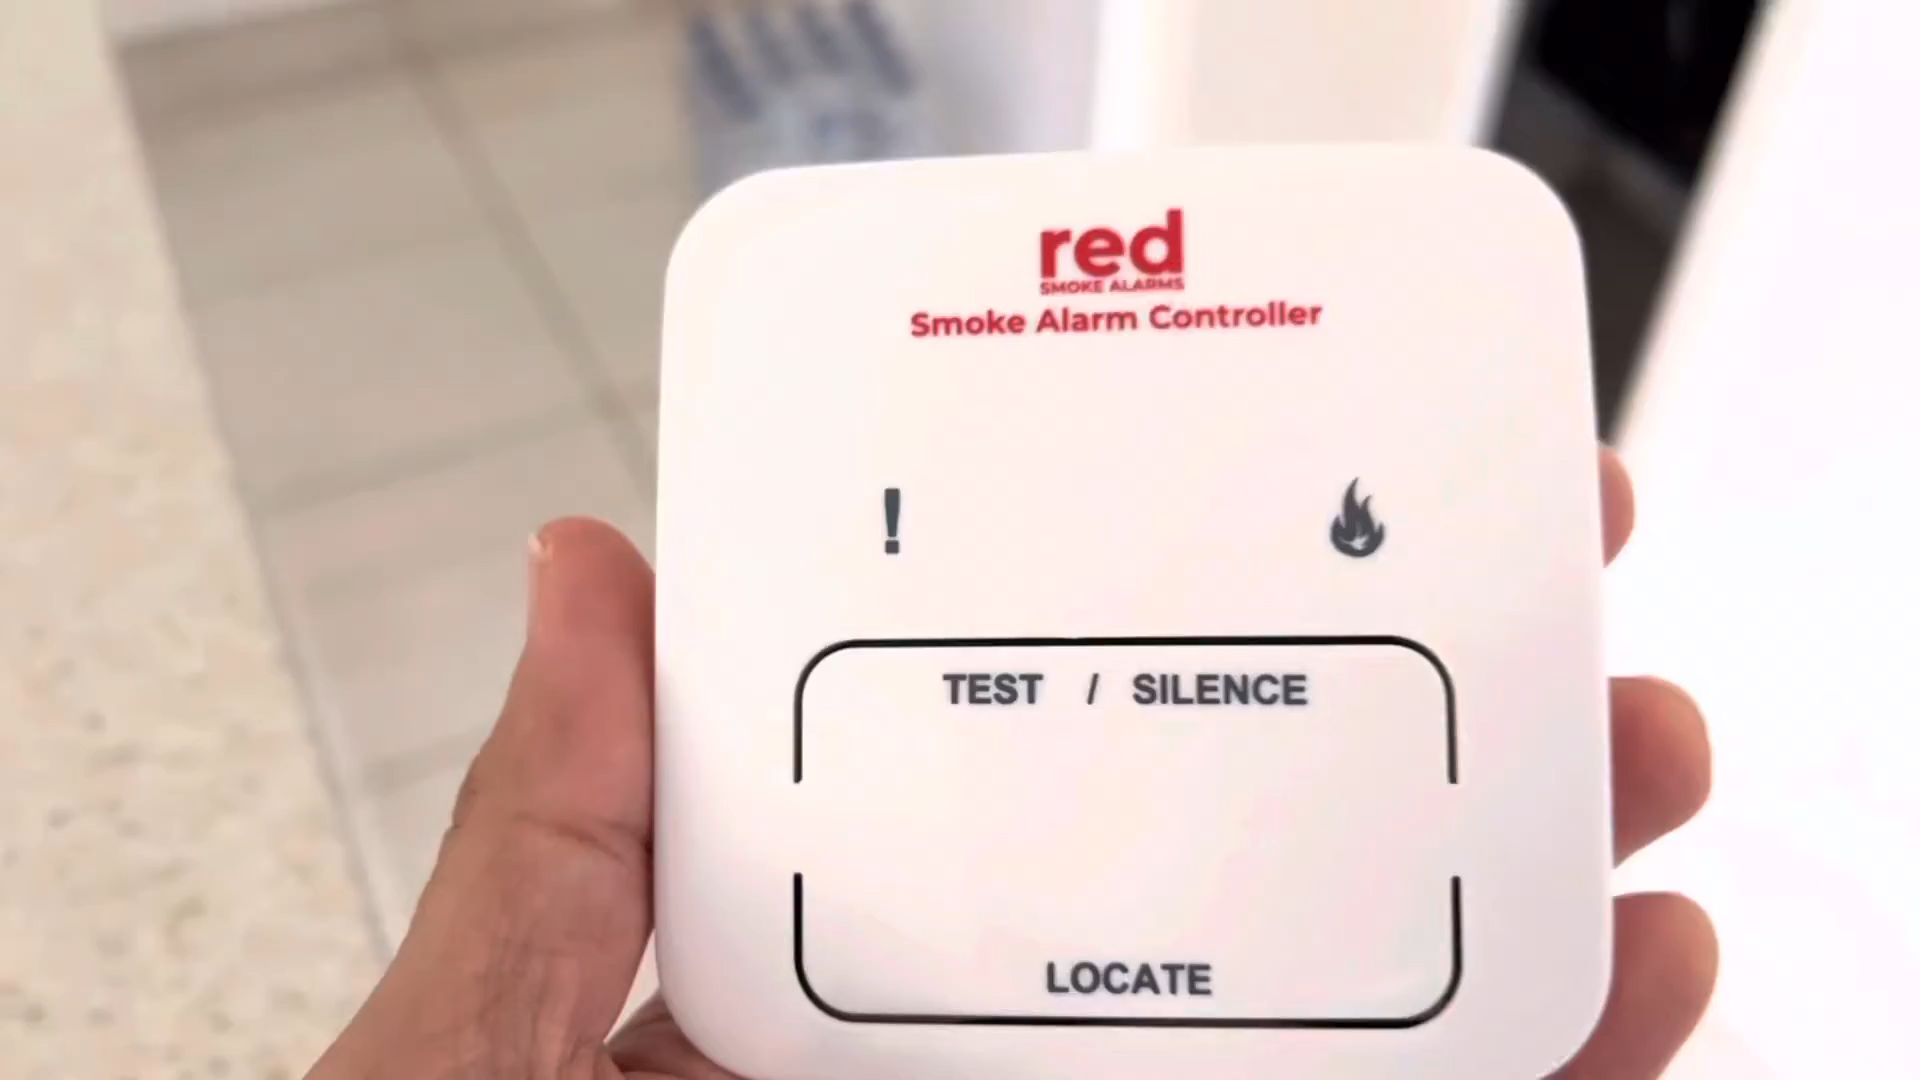 red
SMOKE ALARMS
Smoke Alarm Controller
!
TEST / SILENCE
LOCATE